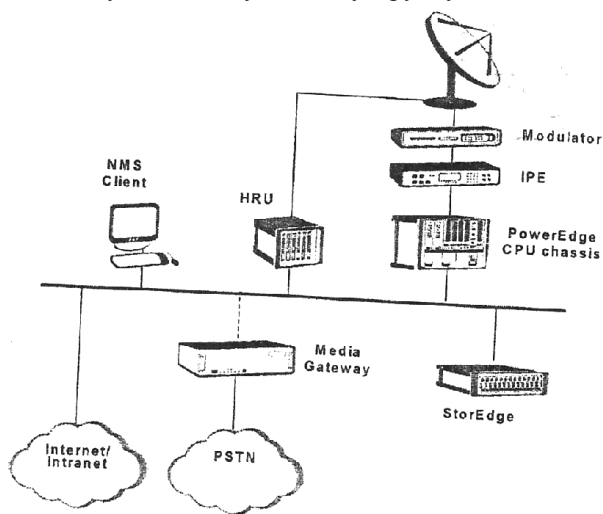 Modulator
NMS
Client
IPE
HRU
PowerEdge
CPU chassis
Media
Gateway
StorEdge
Internet/
Intranet
PSTN